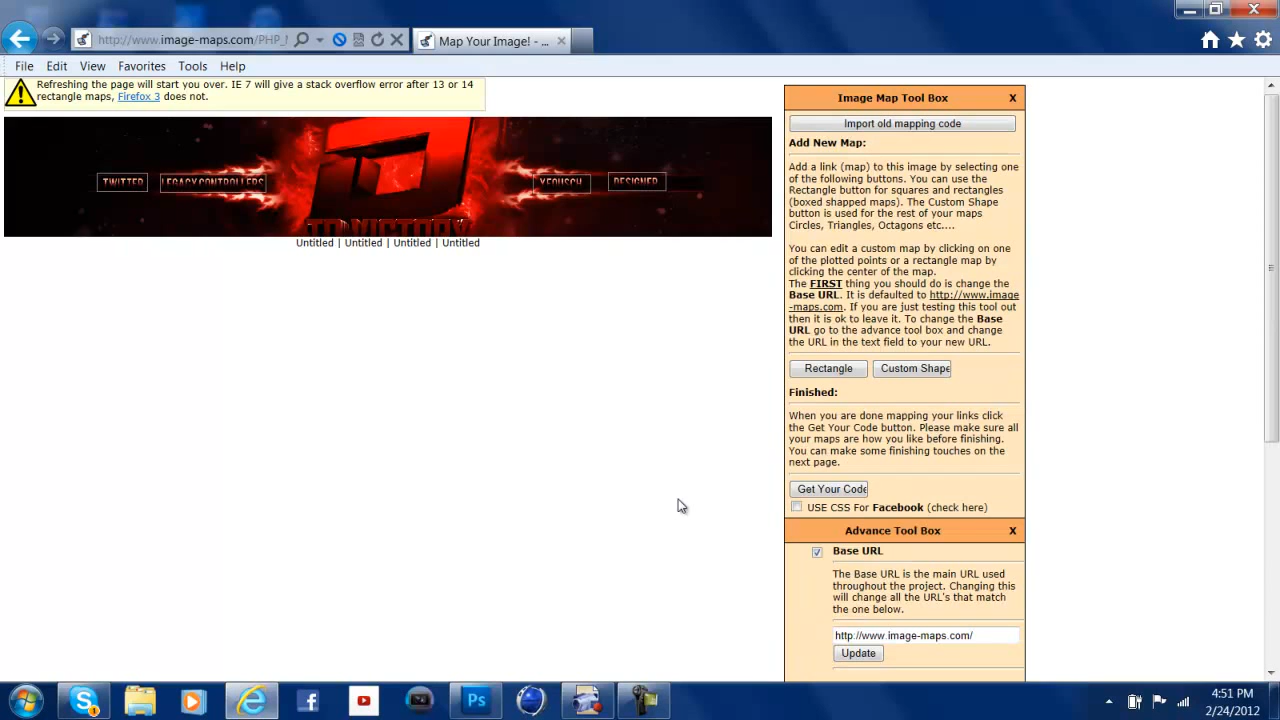 http://www.image-maps.com/PHP_
Map Your Image! - ...
File Edit View Favorites Tools Help
Refreshing the page will start you over. IE 7 will give a stack overflow error after 13 or 14
rectangle maps, Firefox 3 does not.
TWITTER
LEGACYCONTROLLERS
XEOUSCH
DESIGNER
TO VICTORY
Untitled | Untitled | Untitled | Untitled
Image Map Tool Box X
Import old mapping code
Add New Map:
Add a link (map) to this image by selecting one
of the following buttons. You can use the
Rectangle button for squares and rectangles
(boxed shapped maps). The Custom Shape
button is used for the rest of your maps
Circles, Triangles, Octagons etc....
You can edit a custom map by clicking on one
of the plotted points or a rectangle map by
clicking the center of the map.
The FIRST thing you should do is change the
Base URL. It is defaulted to http://www.image
-maps.com. If you are just testing this tool out
then it is ok to leave it. To change the Base
URL go to the advance tool box and change
the URL in the text field to your new URL.
Rectangle Custom Shape
Finished:
When you are done mapping your links click
the Get Your Code button. Please make sure all
your maps are how you like before finishing.
You can make some finishing touches on the
next page.
Get Your Code
USE CSS For Facebook (check here)
Advance Tool Box X
Base URL
The Base URL is the main URL used
throughout the project. Changing this
will change all the URL's that match
the one below.
http://www.image-maps.com/
Update
Ps
4:51 PM
2/24/2012